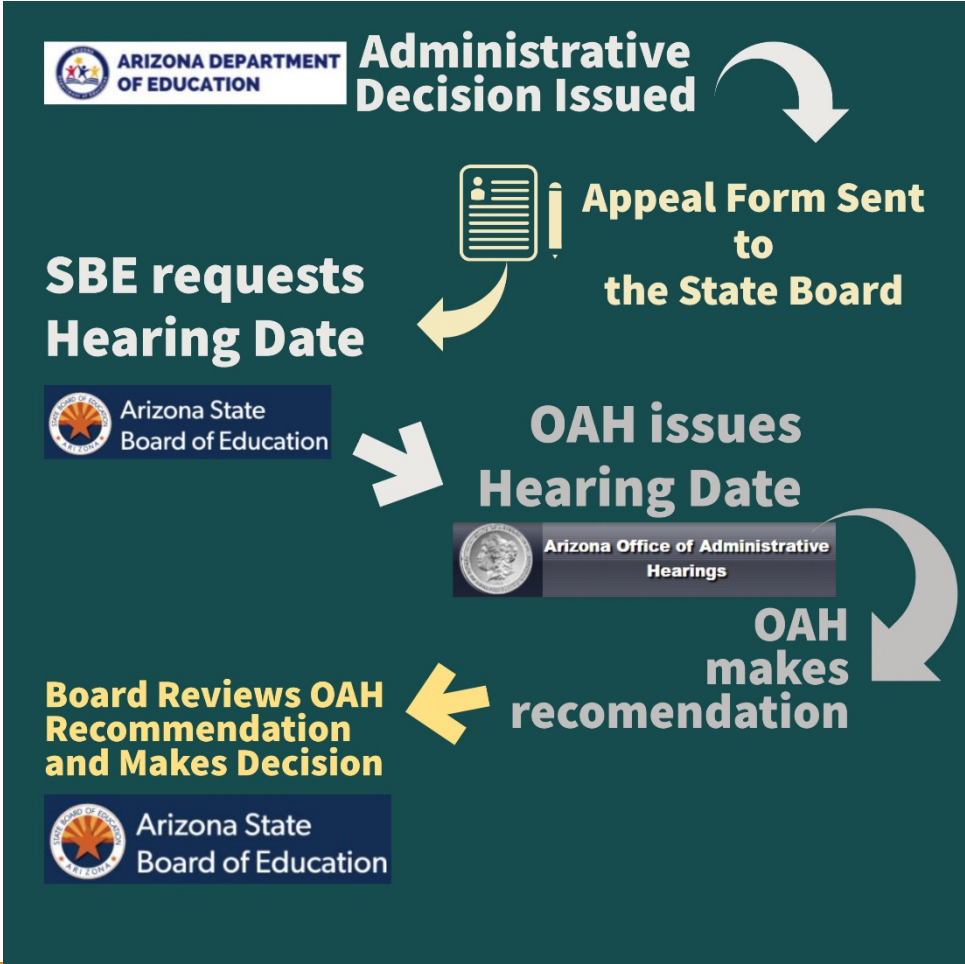 ARIZONA DEPARTMENT
OF EDUCATION
Administrative
Decision Issued
Appeal Form Sent
to
the State Board
SBE requests
Hearing Date
Arizona State
Board of Education
OAH issues
Hearing Date
Arizona Office of Administrative
Hearings
OAH
makes
recomendation
Board Reviews OAH
Recommendation
and Makes Decision
Arizona State
Board of Education